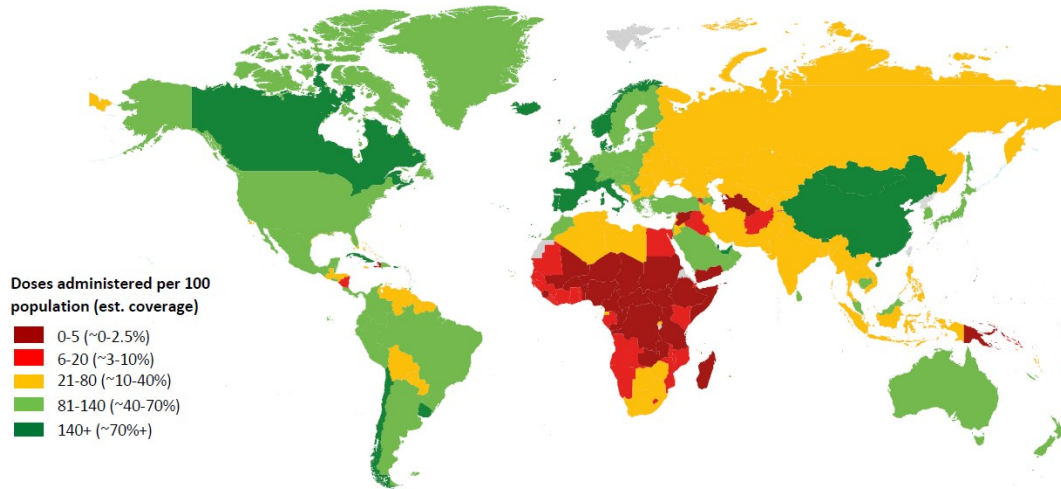 Doses administered per 100
population (est. coverage)
0-5 (~0-2.5%)
6-20 (~3-10%)
21-80 (~10-40%)
81-140 (~40-70%)
140+ (~70%+)